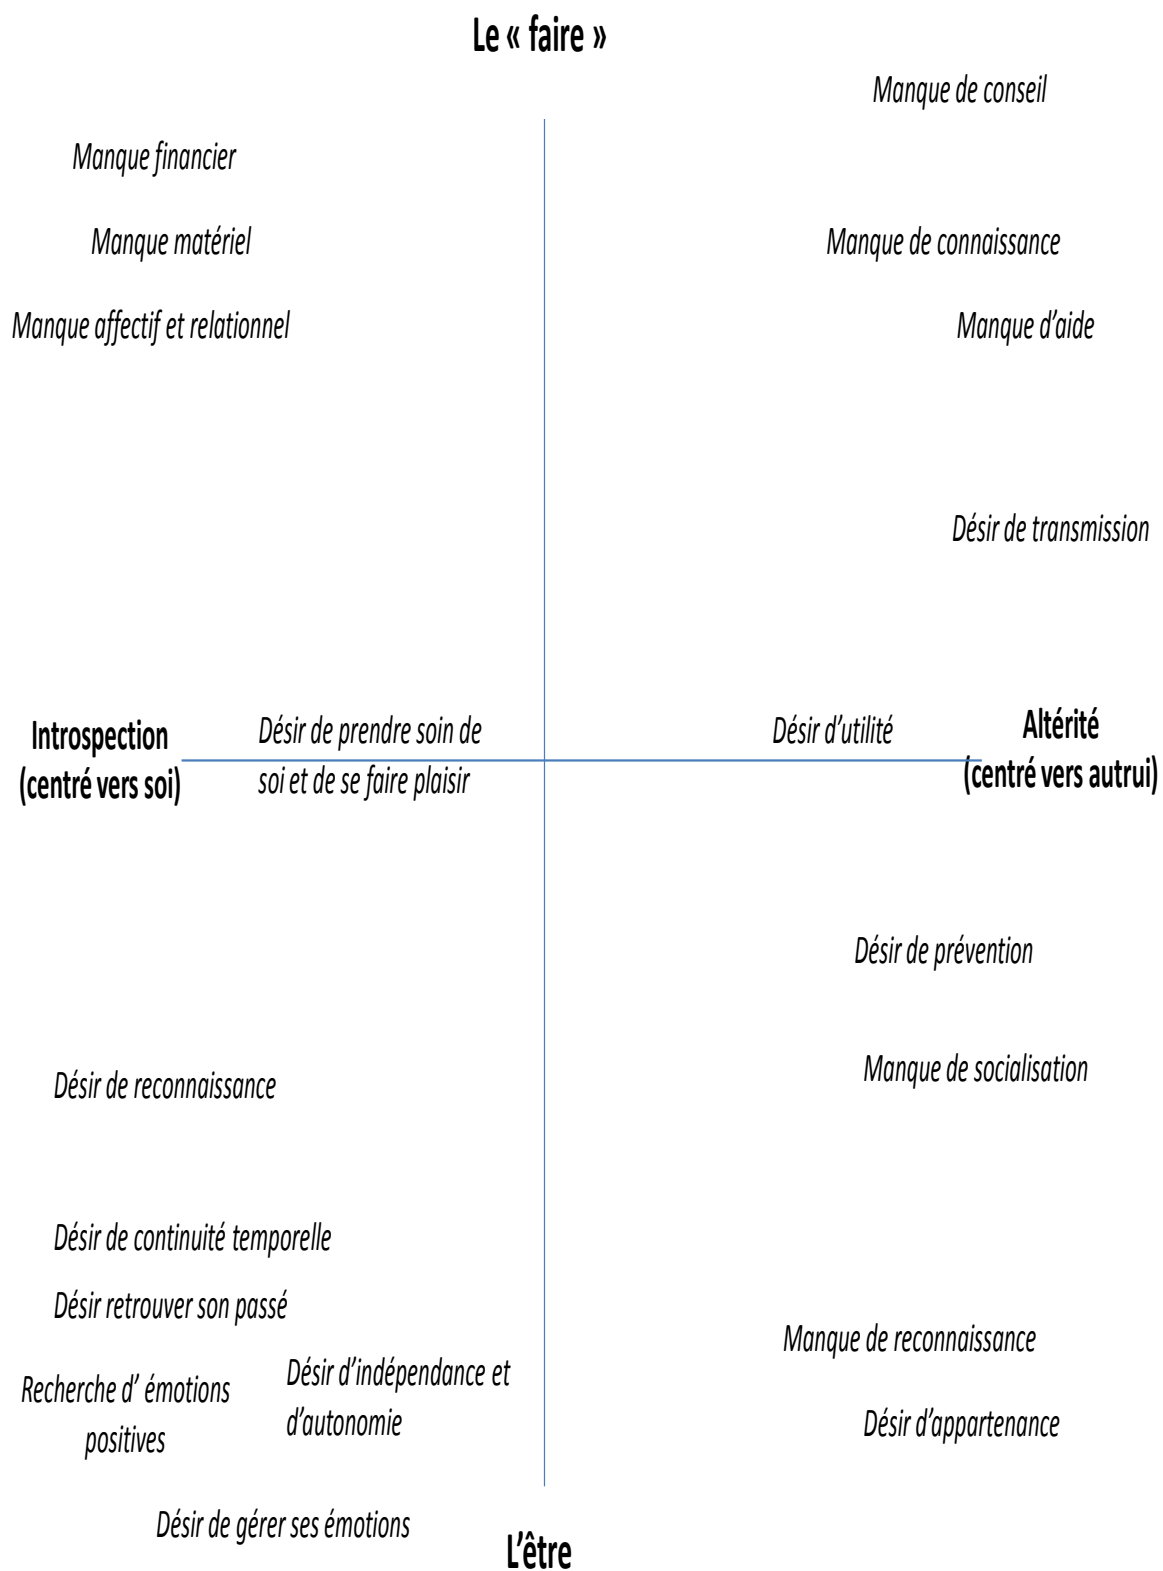 Le « faire »
Manque de conseil
Manque financier
Manque matériel
Manque de connaissance
Manque affectif et relationnel
Manque d’aide
Désir de transmission
Introspection
(centré vers soi)
Désir de prendre soin de
soi et de se faire plaisir
Désir d’utilité
Altérité
(centré vers autrui)
Désir de prévention
Manque de socialisation
Désir de reconnaissance
Désir de continuité temporelle
Désir retrouver son passé
Manque de reconnaissance
Recherche d’ émotions
positives
Désir d’indépendance et
d’autonomie
Désir d’appartenance
Désir de gérer ses émotions
L’être